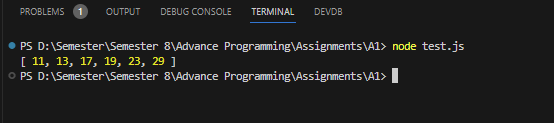 PROBLEMS 1 OUTPUT DEBUG CONSOLE TERMINAL DEVDB
PS D:\Semester\Semester 8\Advance Programming\Assignments\A1> node test.js
[ 11, 13, 17, 19, 23, 29 ]
PS D:\Semester\Semester 8\Advance Programming\Assignments\A1>